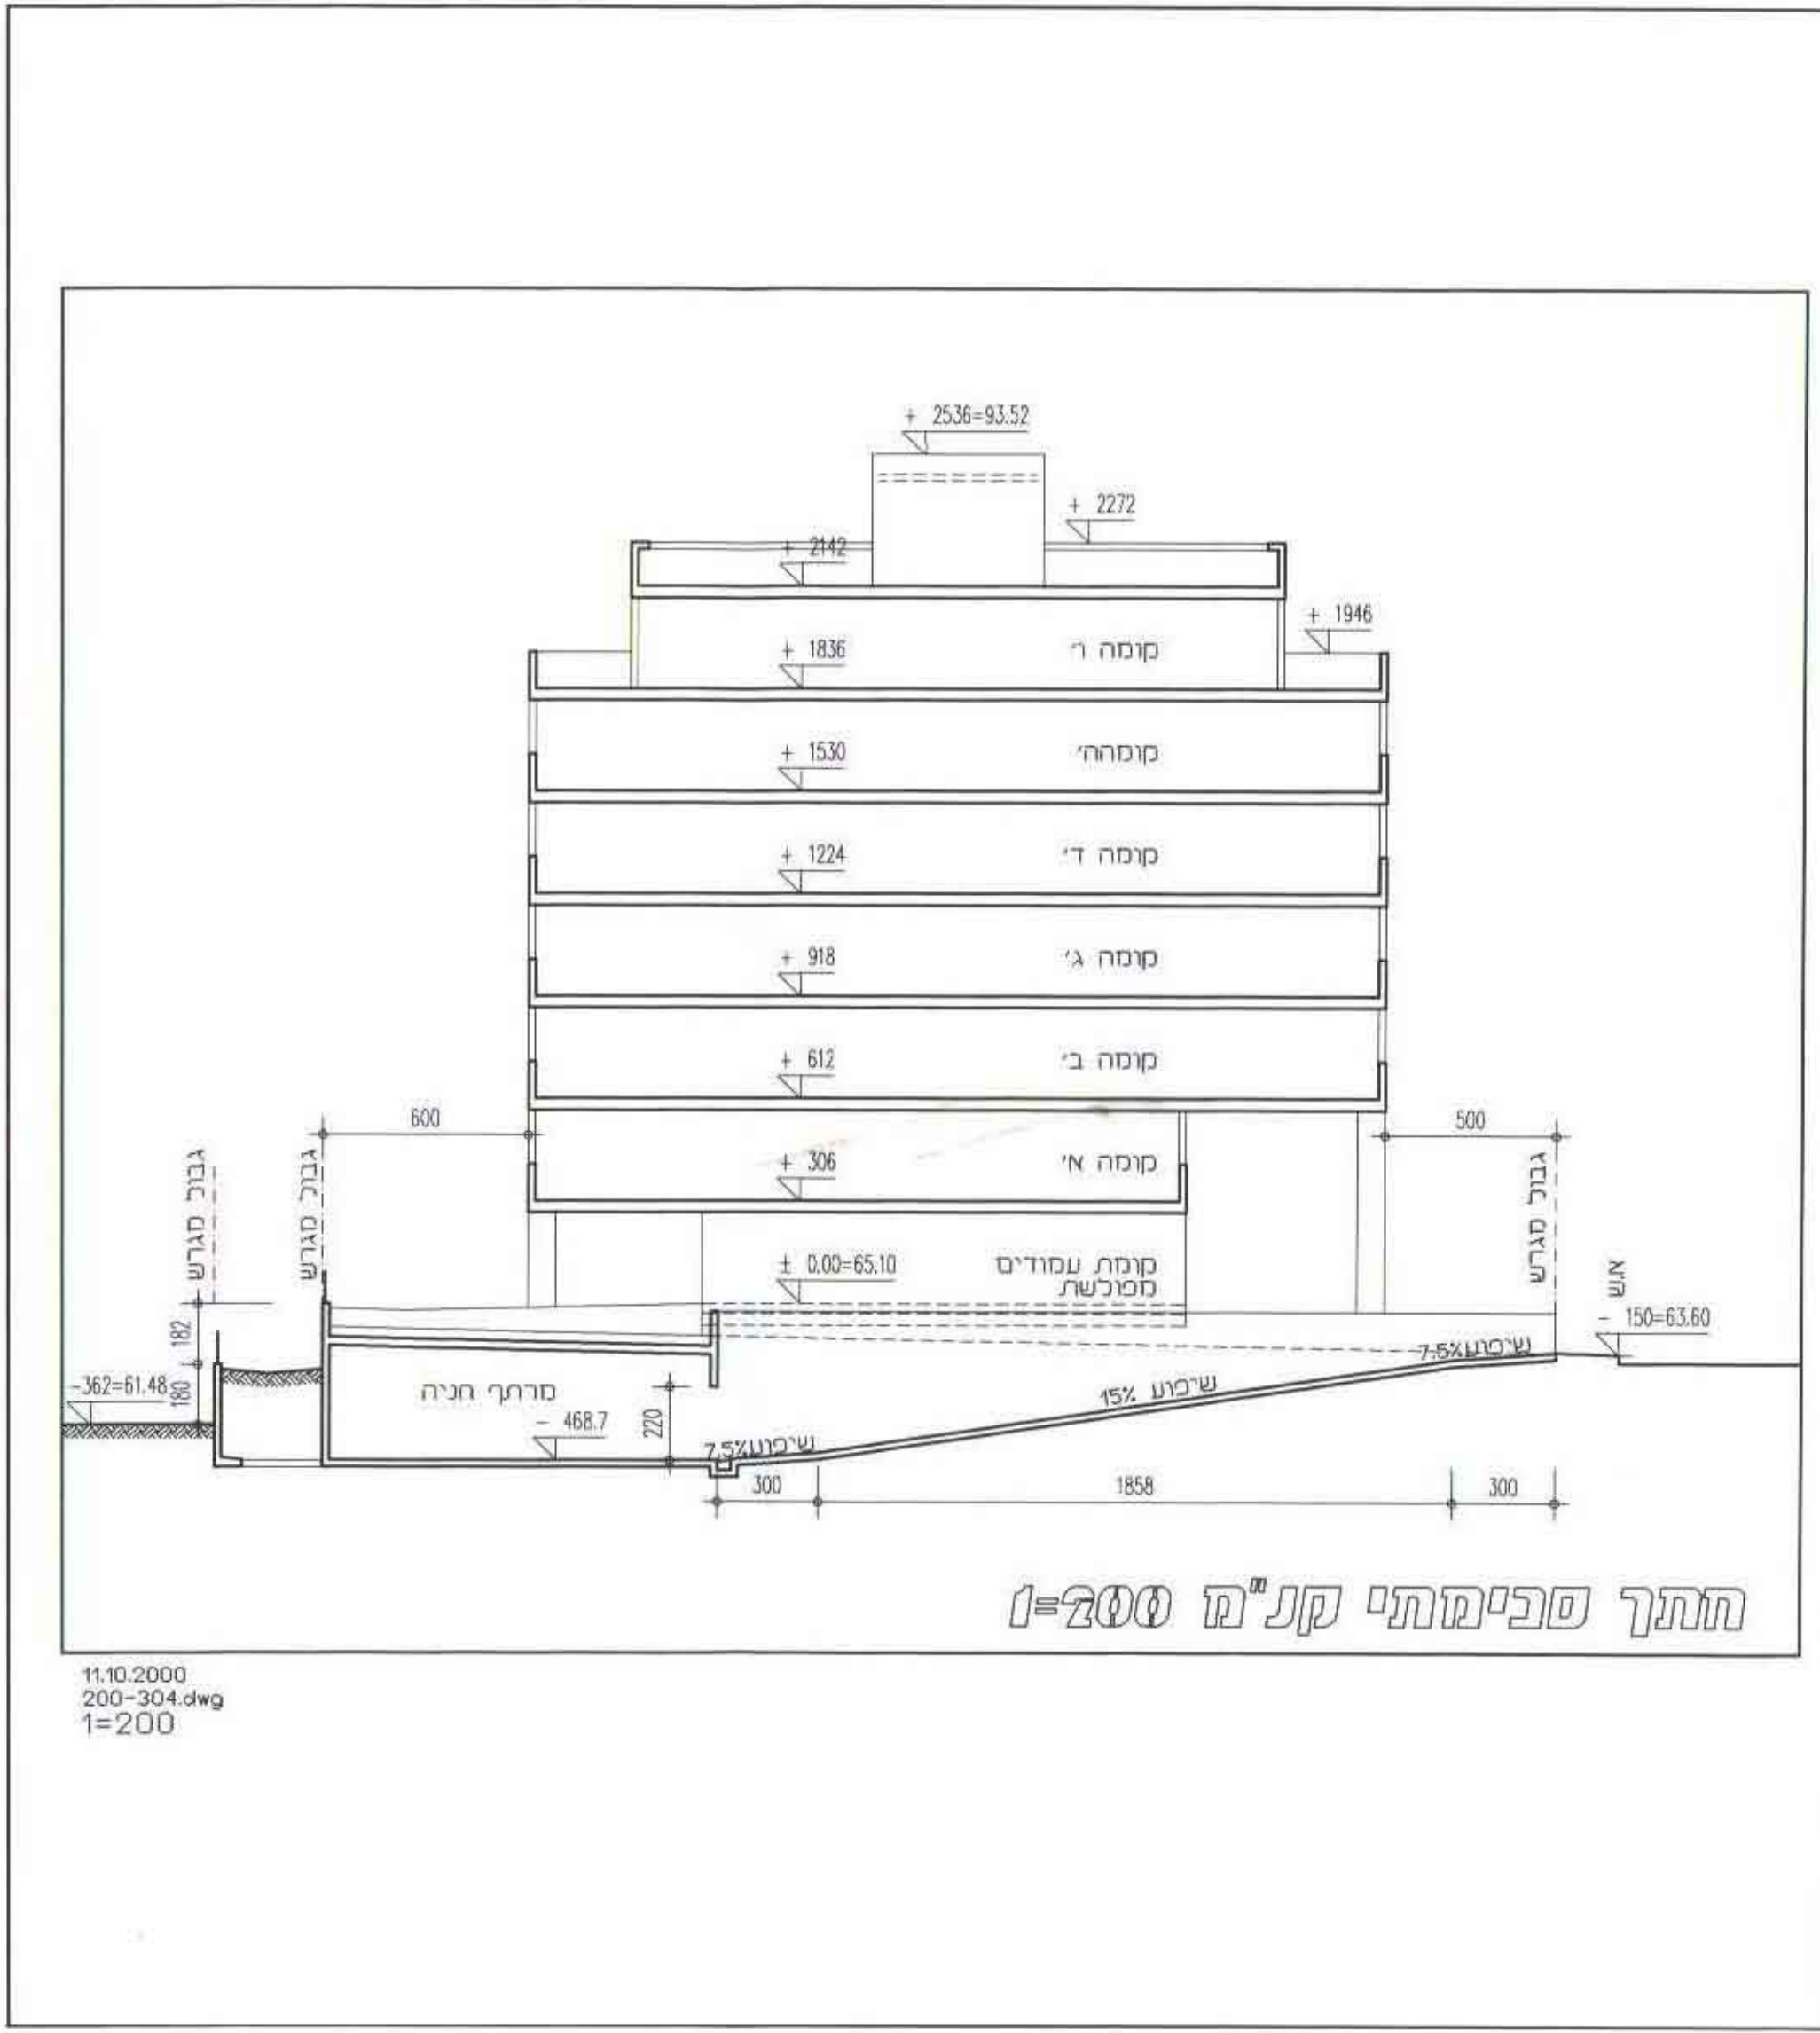 + 2536=93.52
+ 2272
+ 2142
+ 1946
+ 1836
קומה ו'
+ 1530
קומהה'
+ 1224
קומה ד'
+ 918
קומה ג'
+ 612
קומה ב'
600
500
+ 306
קומה א'
גבול מגרש
גבול מגרש
גבול מגרש
± 0.00=65.10
קומת עמודים
מפולשת
א.ש
- 150=63.60
182
180
-362=61.48
מרתף חניה
- 468.7
220
שיפוע 7.5%
שיפוע 15%
שיפוע 7.5%
300
1858
300
חתך סכימתי קנ"מ 1=200
11.10.2000
200-304.dwg
1=200